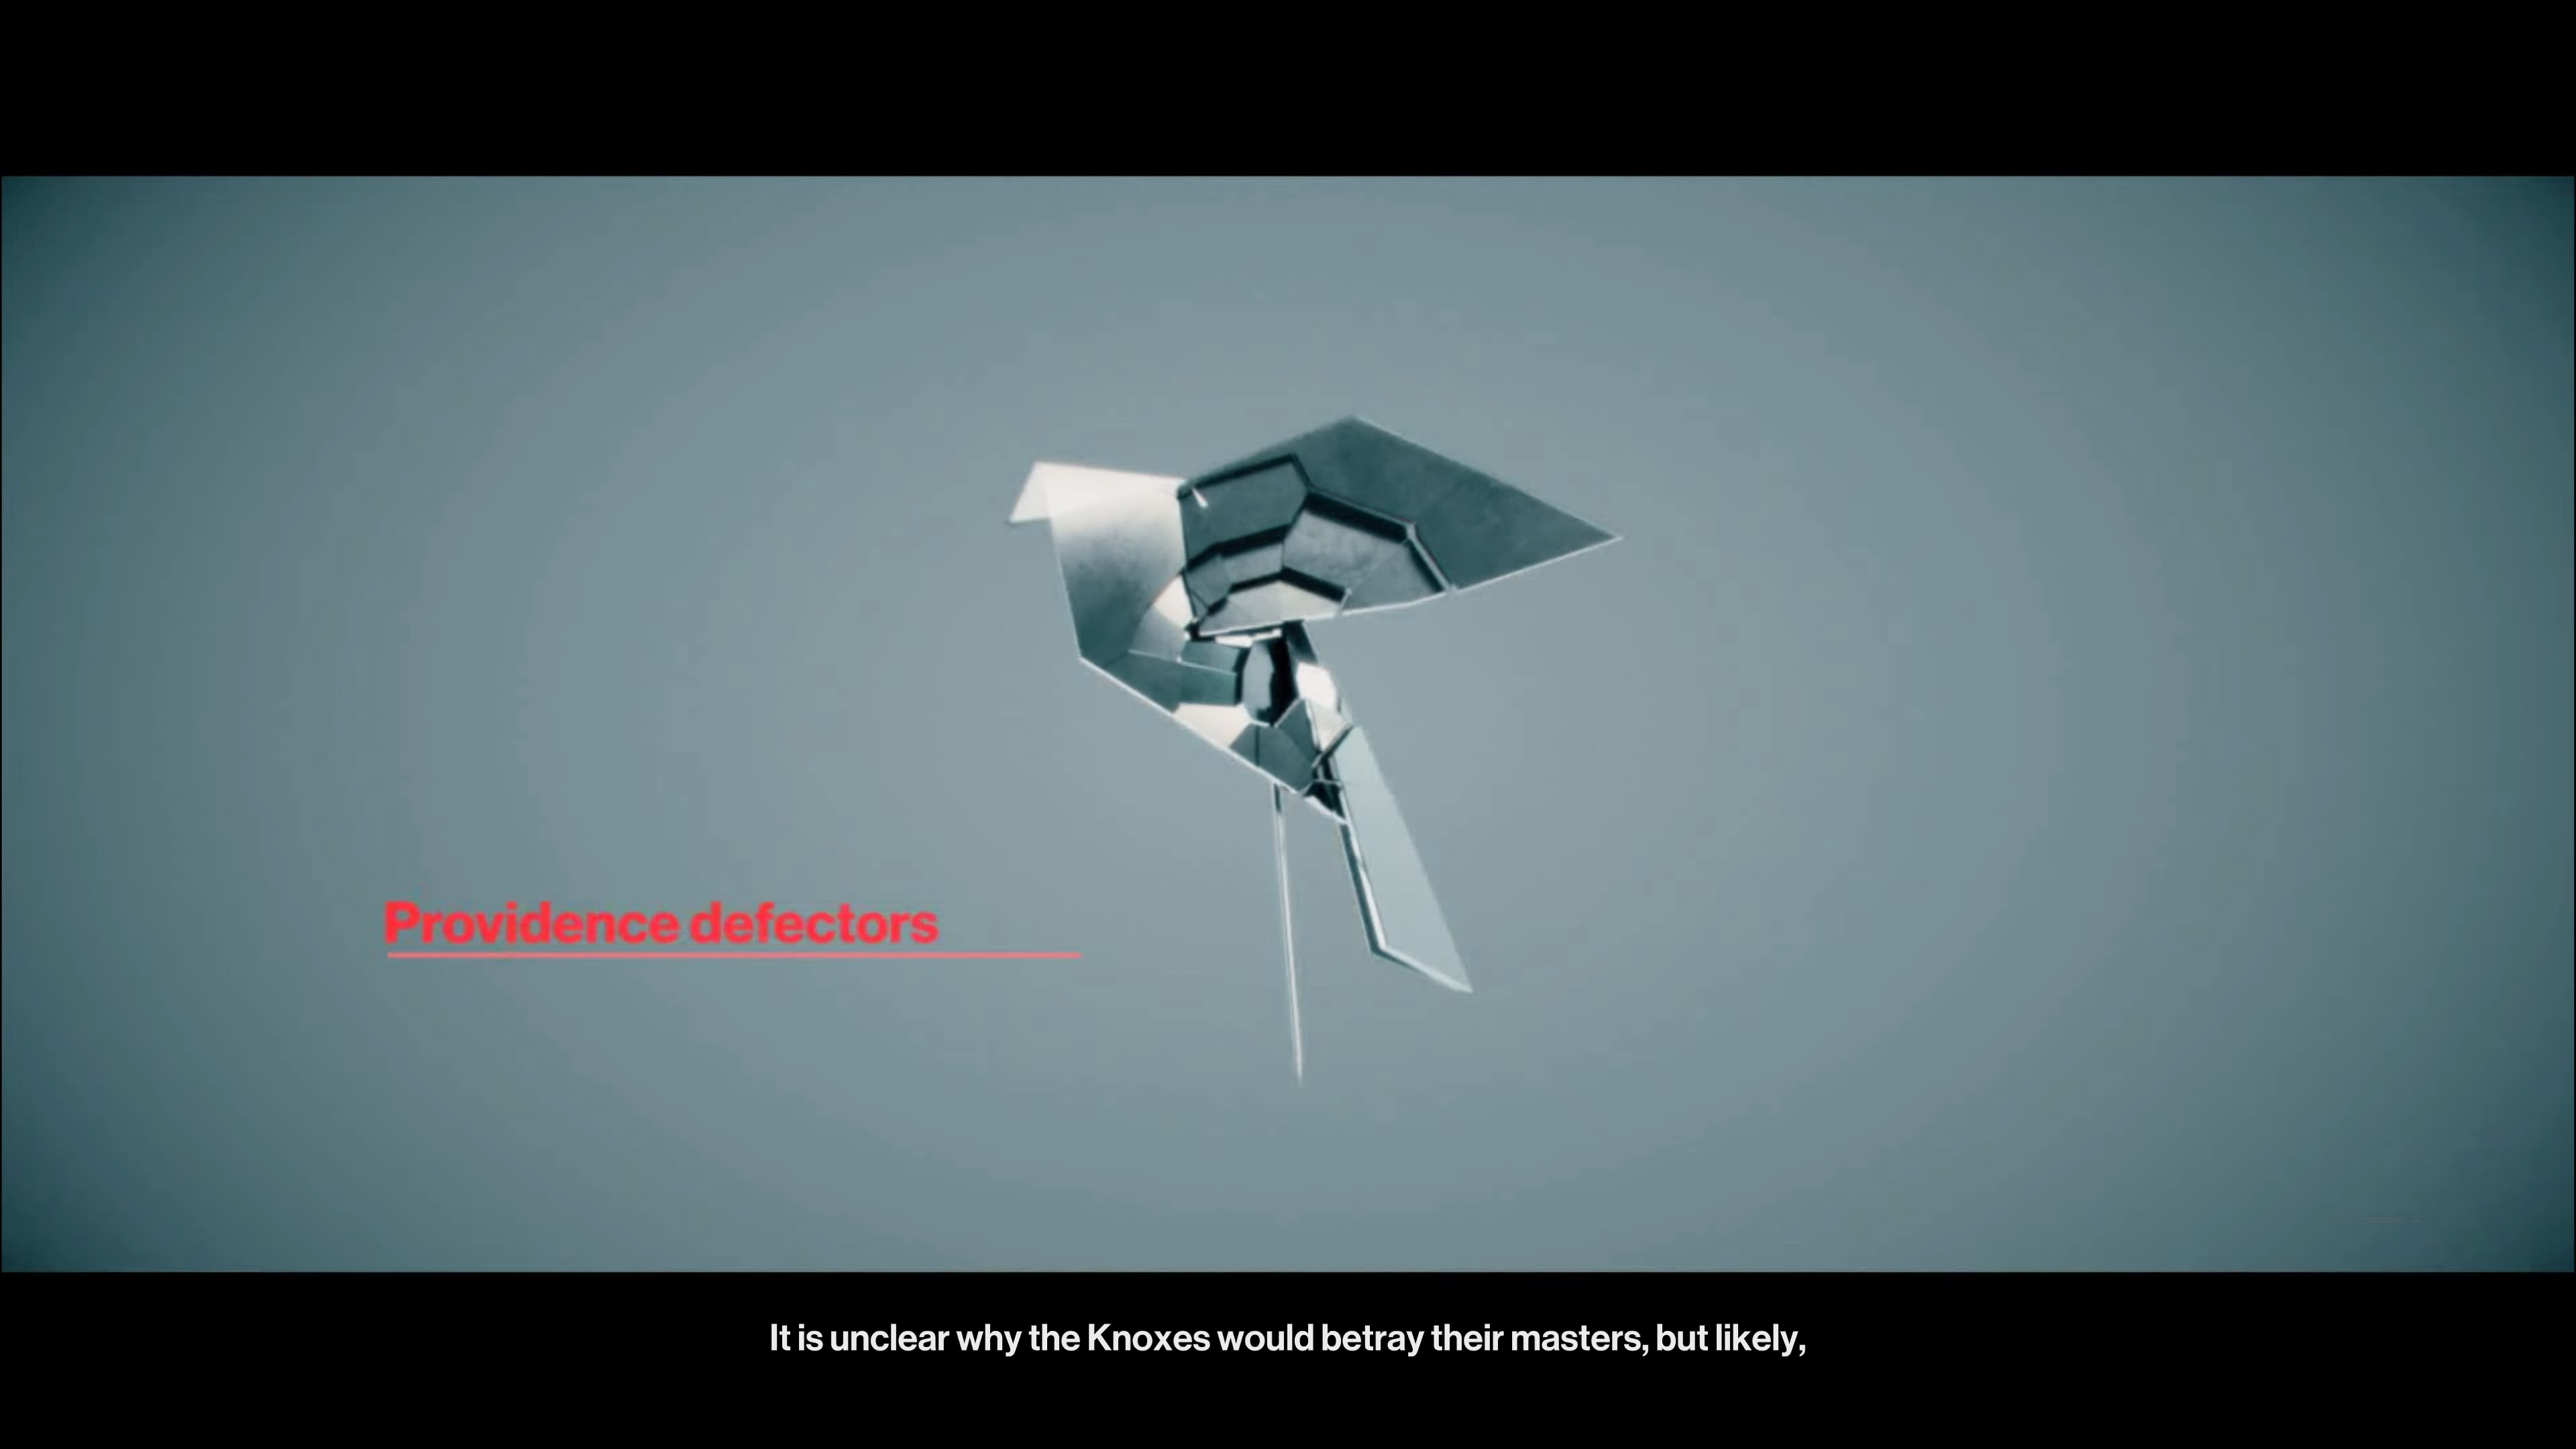 Providence defectors
It is unclear why the Knoxes would betray their masters, but likely,